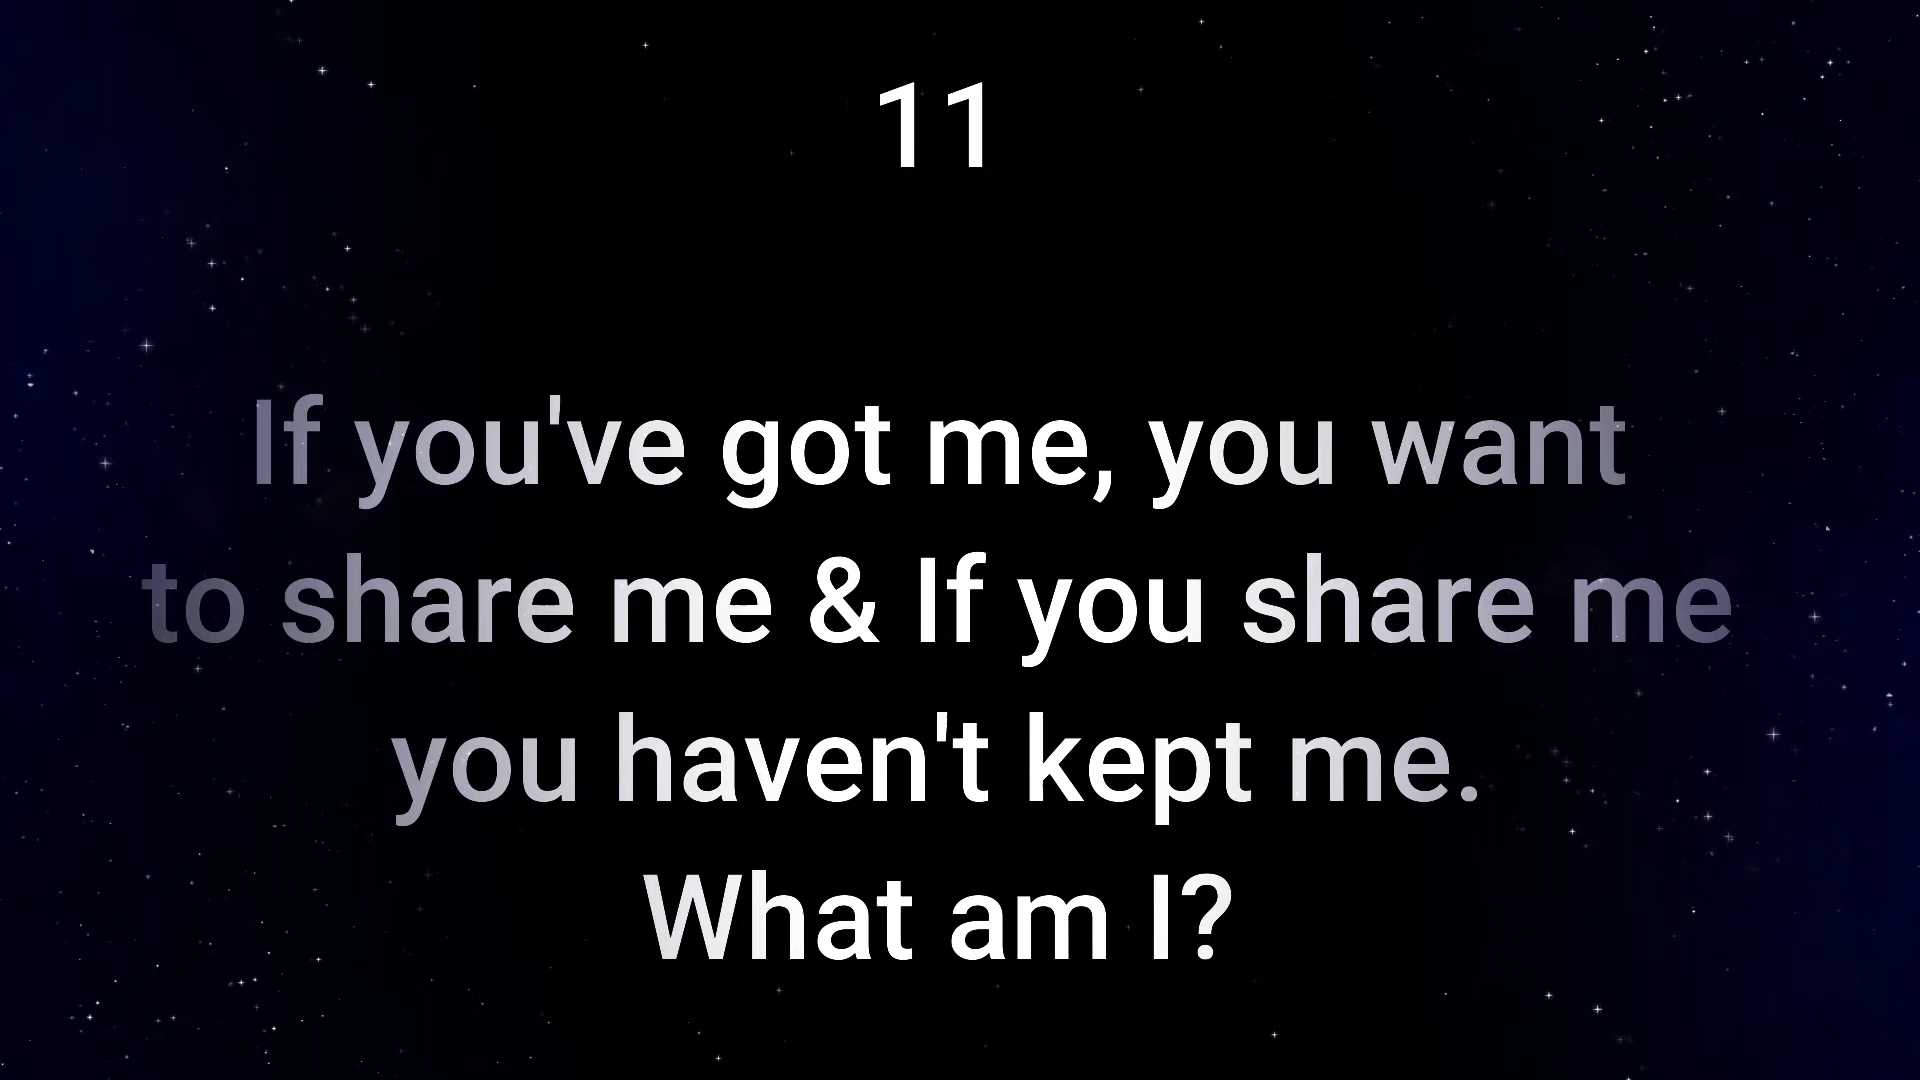 11
If you've got me, you want
to share me & If you share me
you haven't kept me.
What am I?